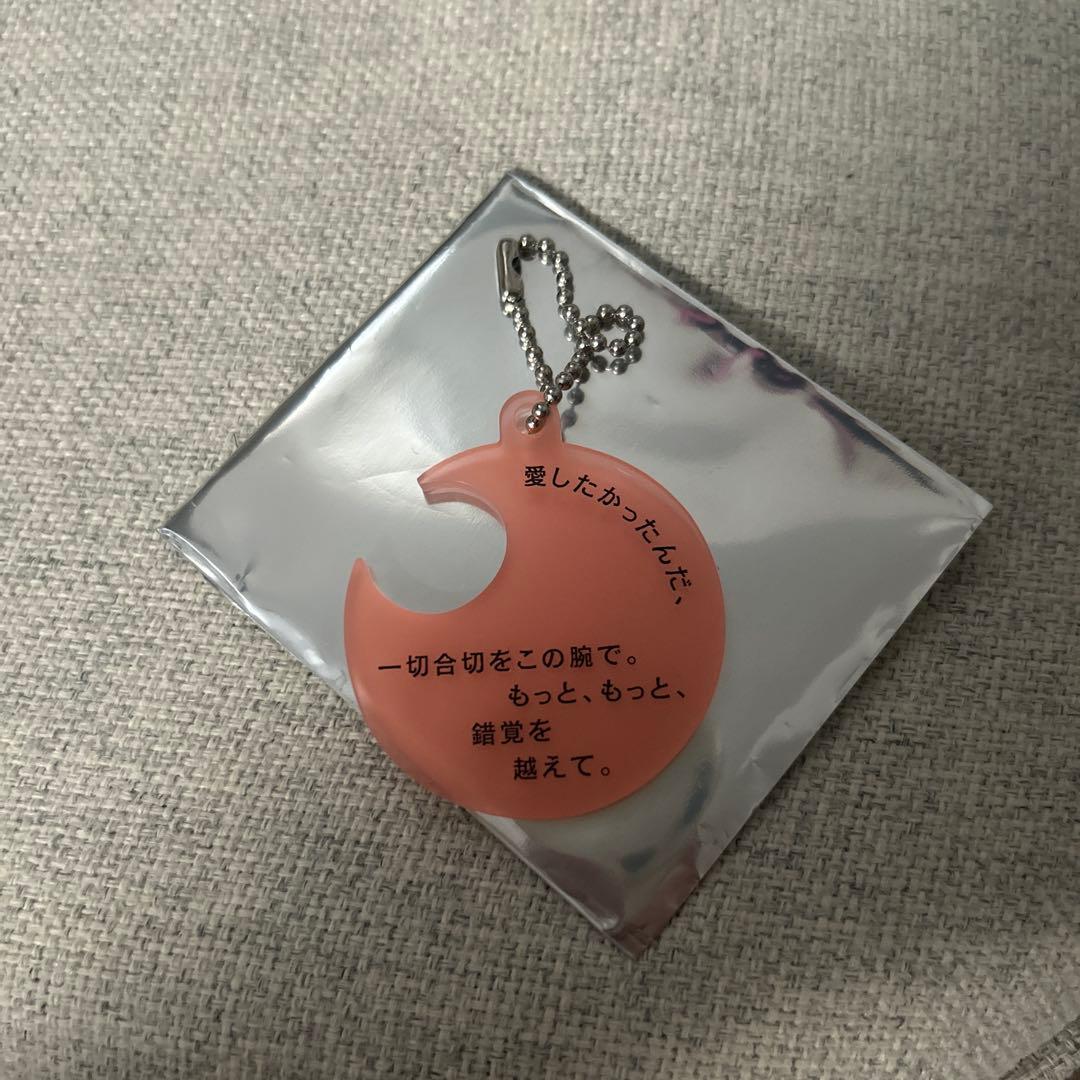 愛したかったんだ、
一切合切をこの腕で。
もっと、もっと、
錯覚を
越えて。